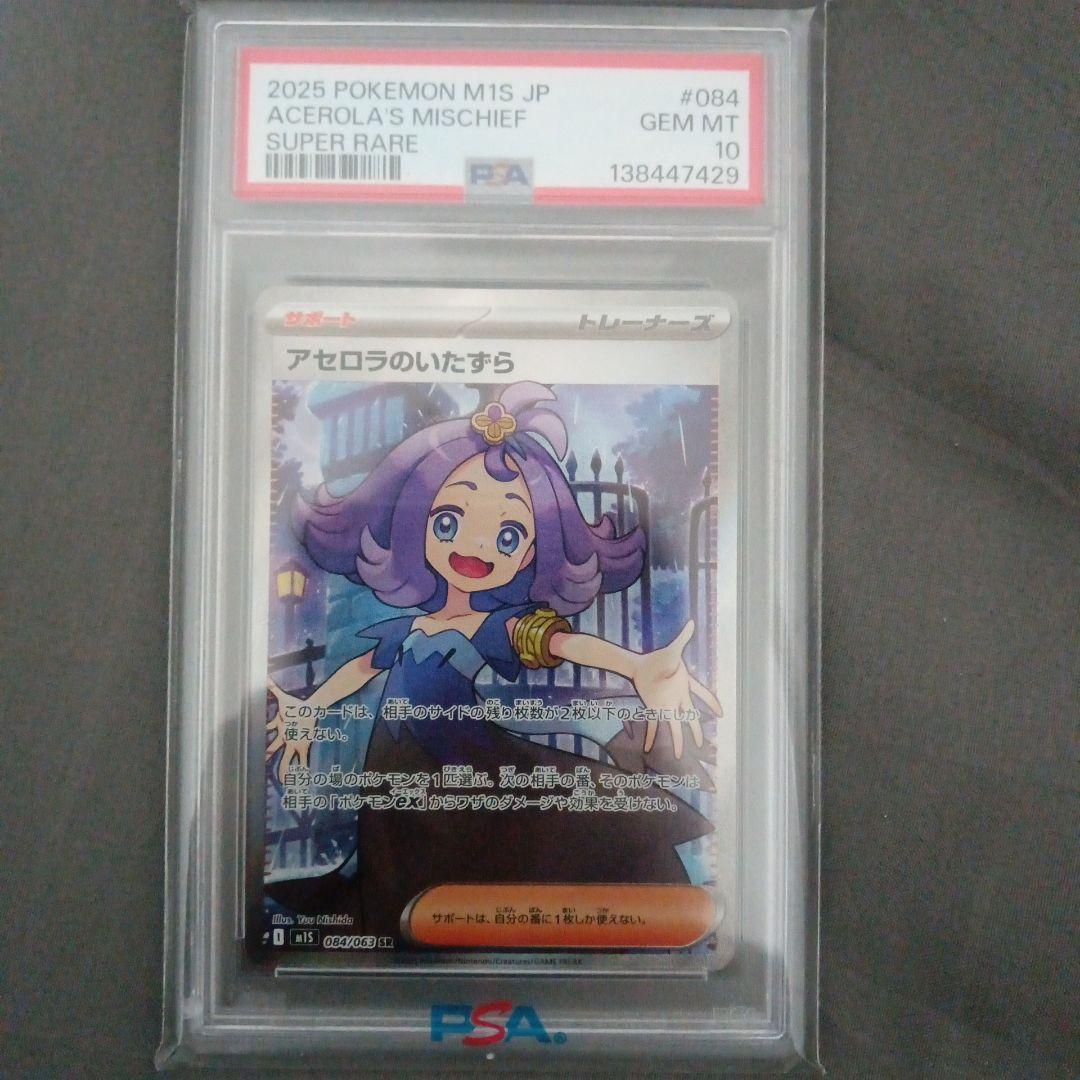 2025 POKEMON M1S JP #084
ACEROLA'S MISCHIEF GEM MT
SUPER RARE 10
PSA 138447429
サポート トレーナーズ
アセロラのいたずら
このカードは、相手のサイドの残り枚数が2枚以下のときにしか
使えない。
自分の場のポケモンを1匹選ぶ。次の相手の番、そのポケモンは
相手の「ポケモンex」からワザのダメージや効果を受けない。
サポートは、自分の番に1枚しか使えない。
Illus. Yuu Nishida
I M1S 084/063 SR
Pokémon/Nintendo/Creatures/GAME FREAK
PSA®